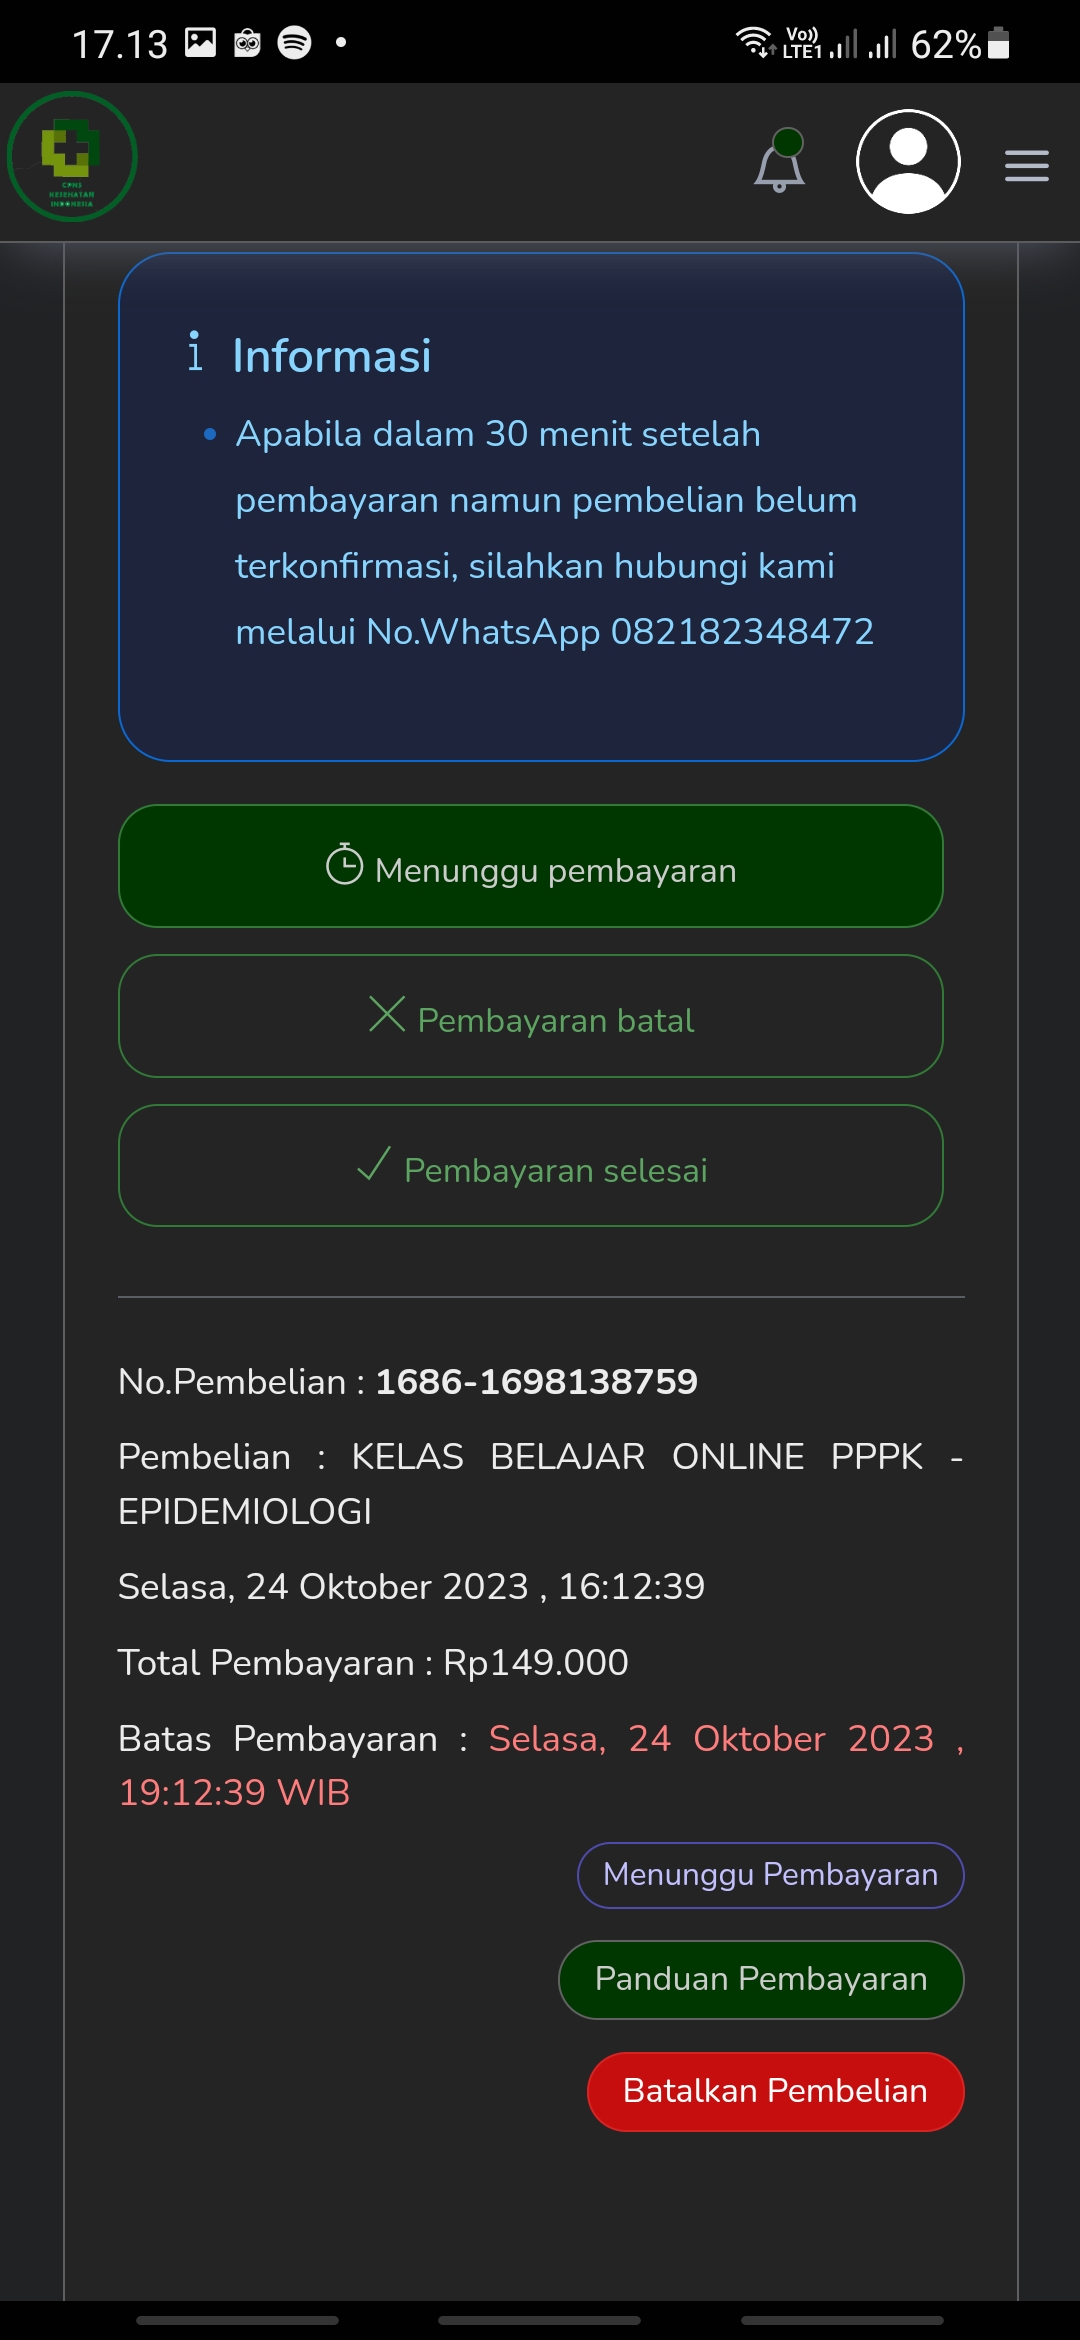 17.13
Vo)) LTE1
62%
CPNS
KESEHATAN
INDONESIA
Informasi
Apabila dalam 30 menit setelah
pembayaran namun pembelian belum
terkonfirmasi, silahkan hubungi kami
melalui No.WhatsApp 082182348472
Menunggu pembayaran
Pembayaran batal
Pembayaran selesai
No.Pembelian : 1686-1698138759
Pembelian : KELAS BELAJAR ONLINE PPPK -
EPIDEMIOLOGI
Selasa, 24 Oktober 2023 , 16:12:39
Total Pembayaran : Rp149.000
Batas Pembayaran : Selasa, 24 Oktober 2023 ,
19:12:39 WIB
Menunggu Pembayaran
Panduan Pembayaran
Batalkan Pembelian